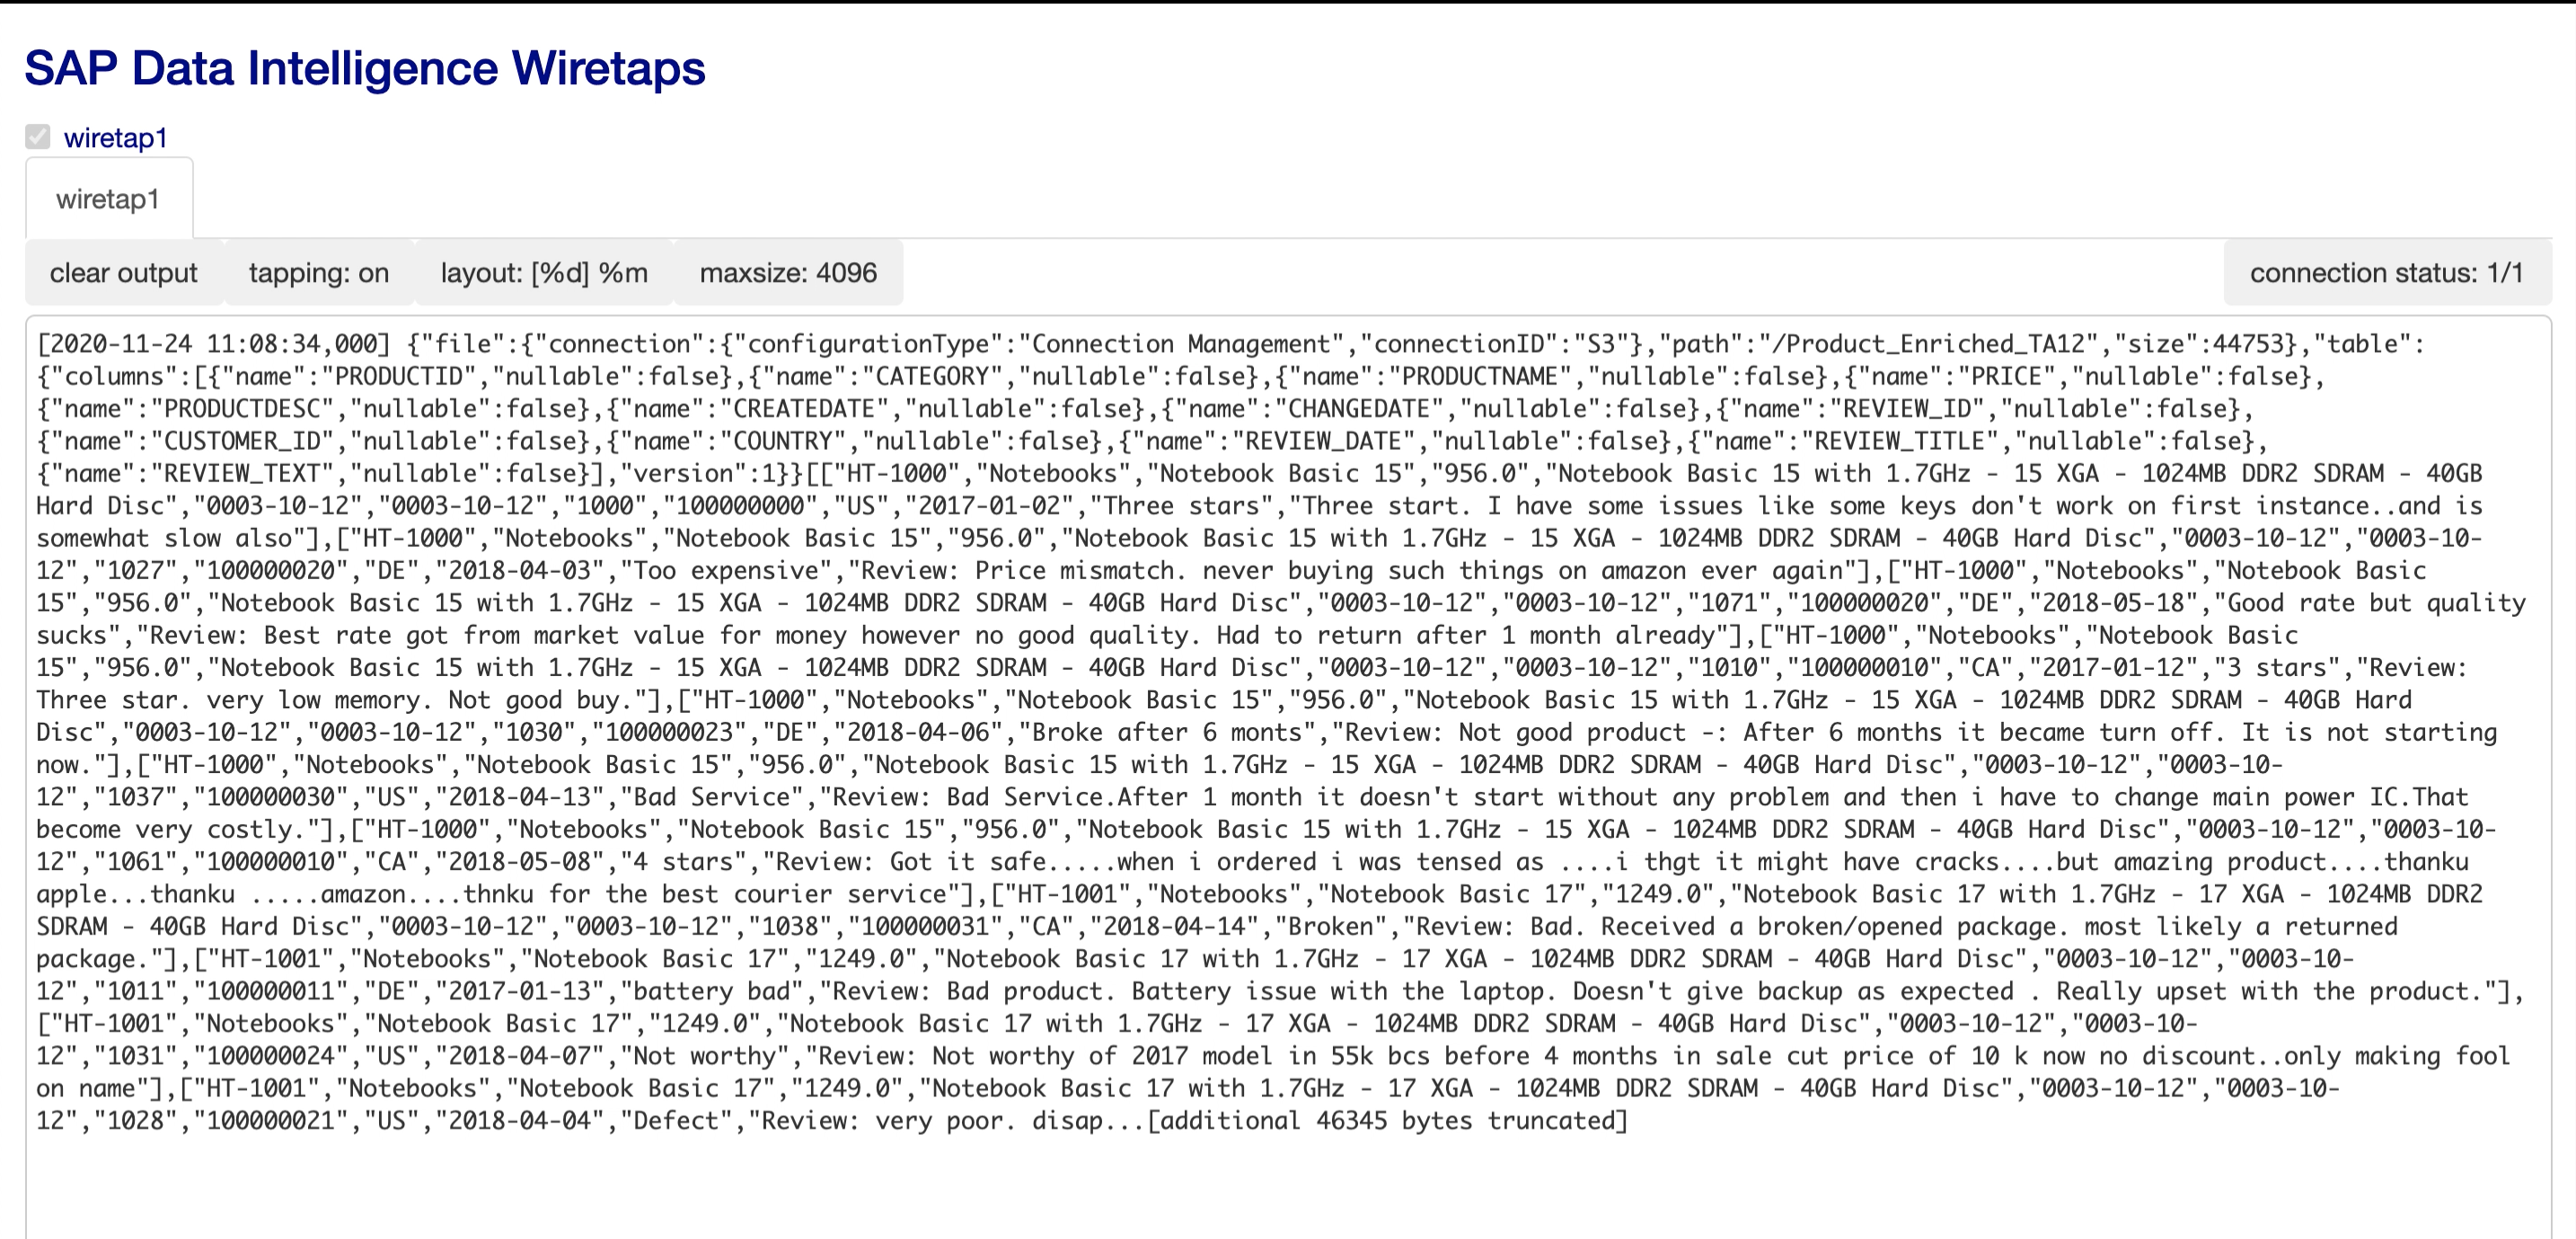 SAP Data Intelligence Wiretaps
wiretap1
wiretap1
clear output tapping: on layout: [%d] %m maxsize: 4096 connection status: 1/1
[2020-11-24 11:08:34,000] {"file":{"connection":{"configurationType":"Connection Management","connectionID":"S3"},"path":"/Product_Enriched_TA12","size":44753},"table":
{"columns":[{"name":"PRODUCTID","nullable":false},{"name":"CATEGORY","nullable":false},{"name":"PRODUCTNAME","nullable":false},{"name":"PRICE","nullable":false},
{"name":"PRODUCTDESC","nullable":false},{"name":"CREATEDATE","nullable":false},{"name":"CHANGEDATE","nullable":false},{"name":"REVIEW_ID","nullable":false},
{"name":"CUSTOMER_ID","nullable":false},{"name":"COUNTRY","nullable":false},{"name":"REVIEW_DATE","nullable":false},{"name":"REVIEW_TITLE","nullable":false},
{"name":"REVIEW_TEXT","nullable":false}],"version":1}}[["HT-1000","Notebooks","Notebook Basic 15","956.0","Notebook Basic 15 with 1.7GHz - 15 XGA - 1024MB DDR2 SDRAM - 40GB
Hard Disc","0003-10-12","0003-10-12","1000","100000000","US","2017-01-02","Three stars","Three start. I have some issues like some keys don't work on first instance..and is
somewhat slow also"],["HT-1000","Notebooks","Notebook Basic 15","956.0","Notebook Basic 15 with 1.7GHz - 15 XGA - 1024MB DDR2 SDRAM - 40GB Hard Disc","0003-10-12","0003-10-
12","1027","100000020","DE","2018-04-03","Too expensive","Review: Price mismatch. never buying such things on amazon ever again"],["HT-1000","Notebooks","Notebook Basic
15","956.0","Notebook Basic 15 with 1.7GHz - 15 XGA - 1024MB DDR2 SDRAM - 40GB Hard Disc","0003-10-12","0003-10-12","1071","100000020","DE","2018-05-18","Good rate but quality
sucks","Review: Best rate got from market value for money however no good quality. Had to return after 1 month already"],["HT-1000","Notebooks","Notebook Basic
15","956.0","Notebook Basic 15 with 1.7GHz - 15 XGA - 1024MB DDR2 SDRAM - 40GB Hard Disc","0003-10-12","0003-10-12","1010","100000010","CA","2017-01-12","3 stars","Review:
Three star. very low memory. Not good buy."],["HT-1000","Notebooks","Notebook Basic 15","956.0","Notebook Basic 15 with 1.7GHz - 15 XGA - 1024MB DDR2 SDRAM - 40GB Hard
Disc","0003-10-12","0003-10-12","1030","100000023","DE","2018-04-06","Broke after 6 monts","Review: Not good product -: After 6 months it became turn off. It is not starting
now."],["HT-1000","Notebooks","Notebook Basic 15","956.0","Notebook Basic 15 with 1.7GHz - 15 XGA - 1024MB DDR2 SDRAM - 40GB Hard Disc","0003-10-12","0003-10-
12","1037","100000030","US","2018-04-13","Bad Service","Review: Bad Service.After 1 month it doesn't start without any problem and then i have to change main power IC.That
become very costly."],["HT-1000","Notebooks","Notebook Basic 15","956.0","Notebook Basic 15 with 1.7GHz - 15 XGA - 1024MB DDR2 SDRAM - 40GB Hard Disc","0003-10-12","0003-10-
12","1061","100000010","CA","2018-05-08","4 stars","Review: Got it safe.....when i ordered i was tensed as ....i thgt it might have cracks....but amazing product....thanku
apple...thanku .....amazon....thnku for the best courier service"],["HT-1001","Notebooks","Notebook Basic 17","1249.0","Notebook Basic 17 with 1.7GHz - 17 XGA - 1024MB DDR2
SDRAM - 40GB Hard Disc","0003-10-12","0003-10-12","1038","100000031","CA","2018-04-14","Broken","Review: Bad. Received a broken/opened package. most likely a returned
package."],["HT-1001","Notebooks","Notebook Basic 17","1249.0","Notebook Basic 17 with 1.7GHz - 17 XGA - 1024MB DDR2 SDRAM - 40GB Hard Disc","0003-10-12","0003-10-
12","1011","100000011","DE","2017-01-13","battery bad","Review: Bad product. Battery issue with the laptop. Doesn't give backup as expected . Really upset with the product."],
["HT-1001","Notebooks","Notebook Basic 17","1249.0","Notebook Basic 17 with 1.7GHz - 17 XGA - 1024MB DDR2 SDRAM - 40GB Hard Disc","0003-10-12","0003-10-
12","1031","100000024","US","2018-04-07","Not worthy","Review: Not worthy of 2017 model in 55k bcs before 4 months in sale cut price of 10 k now no discount..only making fool
on name"],["HT-1001","Notebooks","Notebook Basic 17","1249.0","Notebook Basic 17 with 1.7GHz - 17 XGA - 1024MB DDR2 SDRAM - 40GB Hard Disc","0003-10-12","0003-10-
12","1028","100000021","US","2018-04-04","Defect","Review: very poor. disap...[additional 46345 bytes truncated]